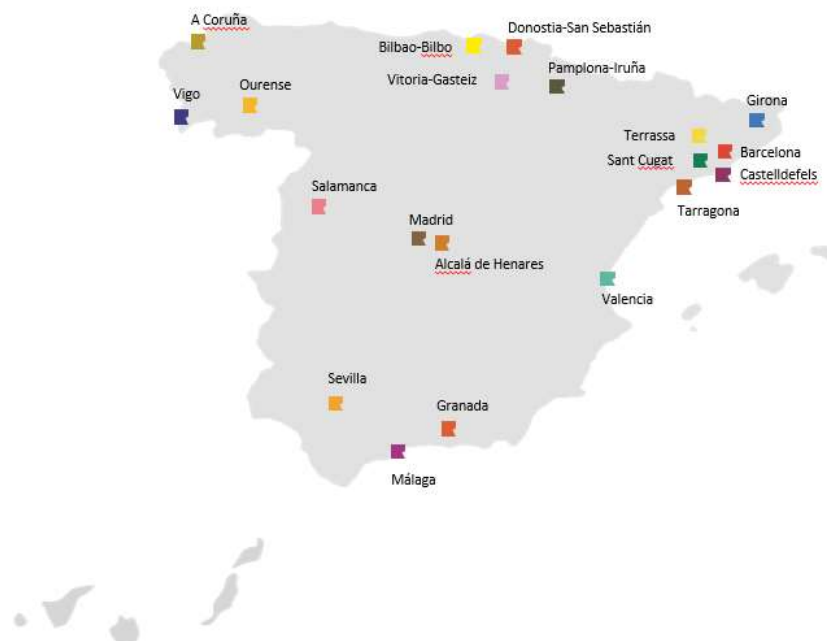 A Coruña
Donostia-San Sebastián
Bilbao-Bilbo
Pamplona-Iruña
Vitoria-Gasteiz
Ourense
Vigo
Girona
Terrassa
Barcelona
Sant Cugat
Castelldefels
Salamanca
Tarragona
Madrid
Alcalá de Henares
Valencia
Sevilla
Granada
Málaga